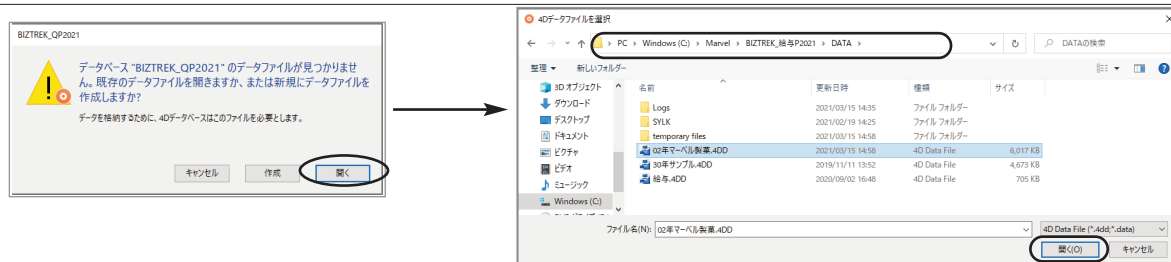 BIZTREK_QP2021
データベース "BIZTREK_QP2021" のデータファイルが見つかりませ
ん。既存のデータファイルを開きますか、または新規にデータファイルを
作成しますか?
データを格納するために、4Dデータベースはこのファイルを必要とします。
キャンセル 作成 開く
4Dデータファイルを選択
PC › Windows (C:) › Marvel › BIZTREK_給与P2021 › DATA ›
DATAの検索
整理 新しいフォルダー
名前 更新日時 種類 サイズ
3D オブジェクト
ダウンロード
デスクトップ
ドキュメント
ピクチャ
ビデオ
ミュージック
Windows (C:)
Logs 2021/03/15 14:35 ファイル フォルダー
SYLK 2021/02/19 14:25 ファイル フォルダー
temporary files 2021/03/15 14:58 ファイル フォルダー
02年マーベル製菓.4DD 2021/03/15 14:58 4D Data File 6,017 KB
30年サンプル.4DD 2019/11/11 13:52 4D Data File 4,673 KB
給与.4DD 2020/09/02 16:48 4D Data File 705 KB
ファイル名(N): 02年マーベル製菓.4DD
4D Data File (*.4dd;*.data)
開く(O) キャンセル